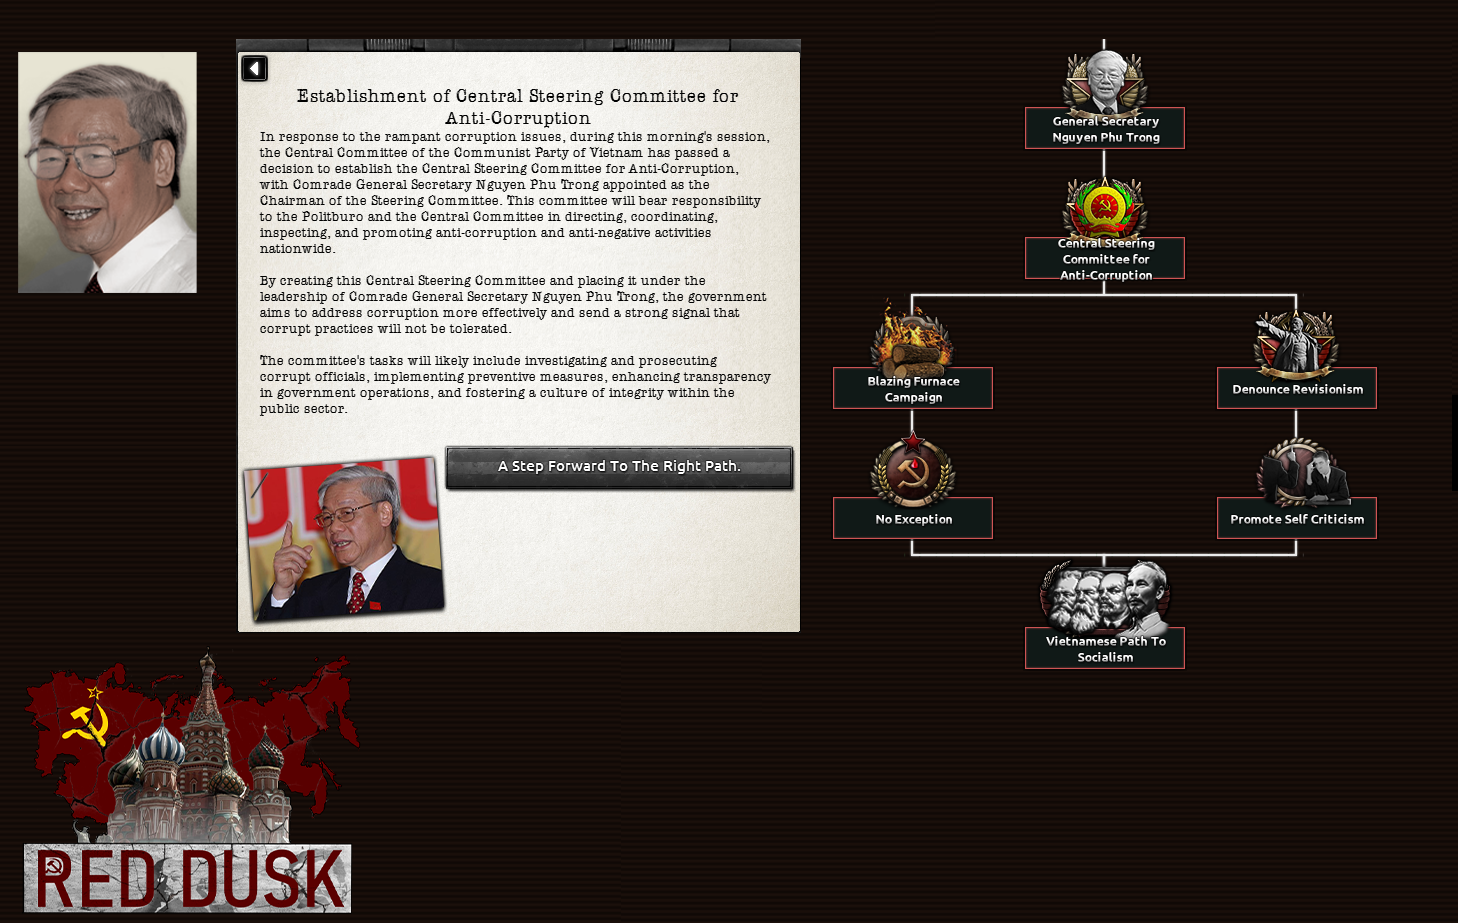 Establishment of Central Steering Committee for
Anti-Corruption
In response to the rampant corruption issues, during this morning's session,
the Central Committee of the Communist Party of Vietnam has passed a
decision to establish the Central Steering Committee for Anti-Corruption,
with Comrade General Secretary Nguyen Phu Trong appointed as the
Chairman of the Steering Committee. This committee will bear responsibility
to the Politburo and the Central Committee in directing, coordinating,
inspecting, and promoting anti-corruption and anti-negative activities
nationwide.
By creating this Central Steering Committee and placing it under the
leadership of Comrade General Secretary Nguyen Phu Trong, the government
aims to address corruption more effectively and send a strong signal that
corrupt practices will not be tolerated.
The committee's tasks will likely include investigating and prosecuting
corrupt officials, implementing preventive measures, enhancing transparency
in government operations, and fostering a culture of integrity within the
public sector.
A Step Forward To The Right Path.
General Secretary
Nguyen Phu Trong
Central Steering
Committee for
Anti-Corruption
Blazing Furnace
Campaign
Denounce Revisionism
No Exception
Promote Self Criticism
Vietnamese Path To
Socialism
RED DUSK